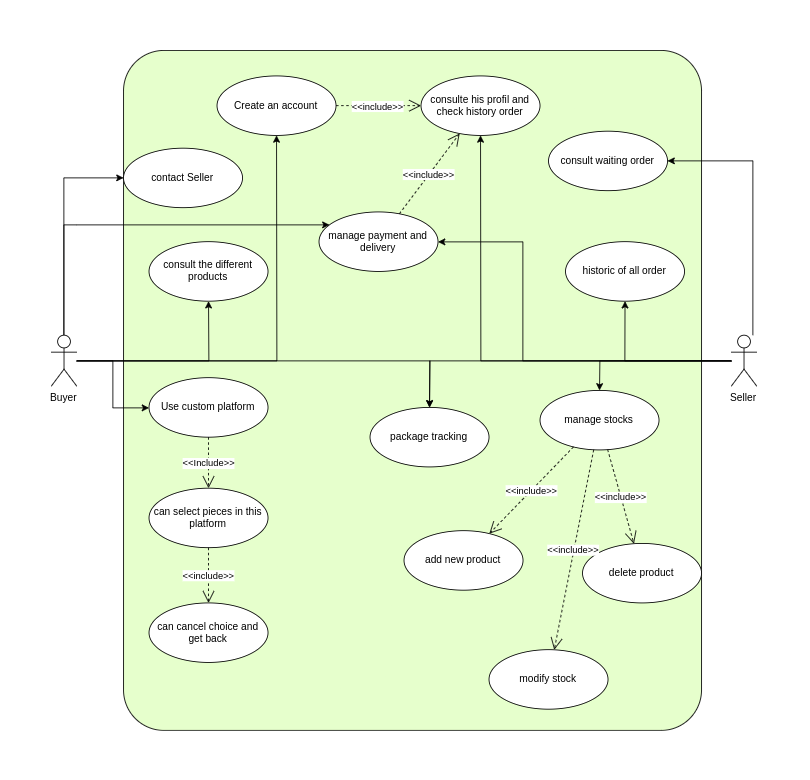 Create an account
<<include>>
consulte his profil and
check history order
consult waiting order
contact Seller
<<include>>
manage payment and
delivery
consult the different
products
historic of all order
Buyer
Seller
Use custom platform
package tracking
manage stocks
<<Include>>
<<include>>
<<include>>
can select pieces in this
platform
<<include>>
add new product
delete product
<<include>>
can cancel choice and
get back
modify stock